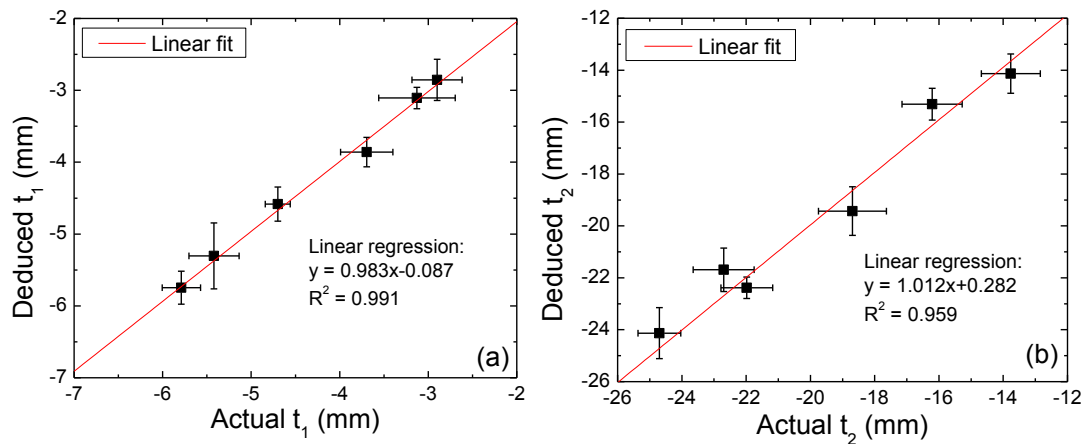 -2
-3
-4
-5
-6
-7
-7 -6 -5 -4 -3 -2
Deduced t1 (mm)
Actual t1 (mm)
Linear fit
Linear regression:
y = 0.983x-0.087
R2 = 0.991
(a)
-12
-14
-16
-18
-20
-22
-24
-26
-26 -24 -22 -20 -18 -16 -14 -12
Deduced t2 (mm)
Actual t2 (mm)
Linear fit
Linear regression:
y = 1.012x+0.282
R2 = 0.959
(b)